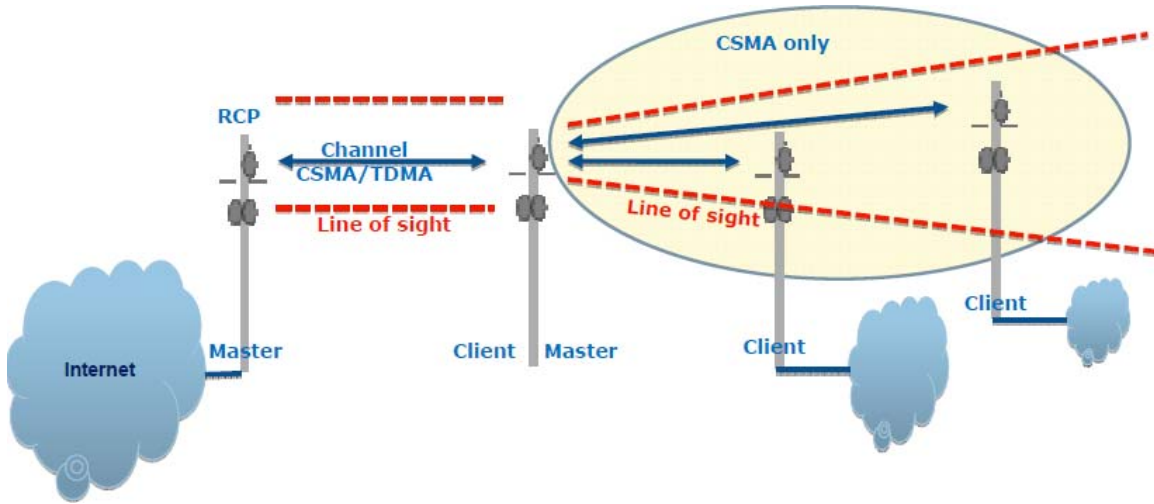 CSMA only
RCP
Channel
CSMA/TDMA
Line of sight
Line of sight
Internet
Master
Client
Master
Client
Client